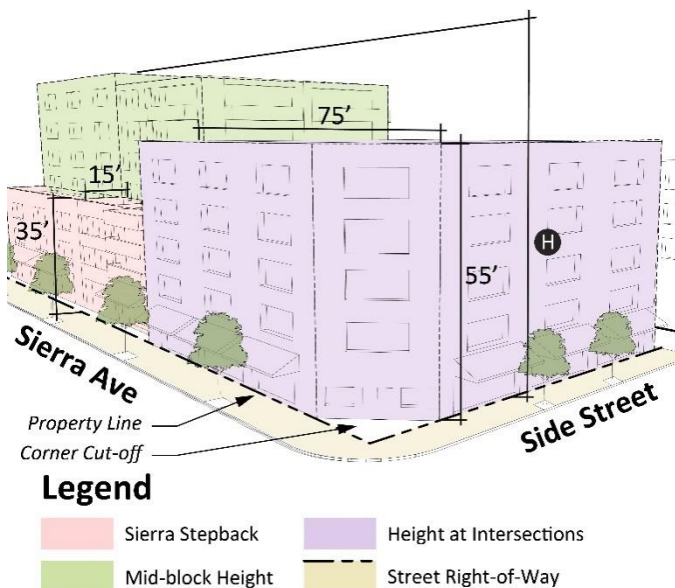 75’
15’
35’
H
55’
Sierra Ave
Side Street
Property Line
Corner Cut-off
Legend
Sierra Stepback
Height at Intersections
Mid-block Height
Street Right-of-Way